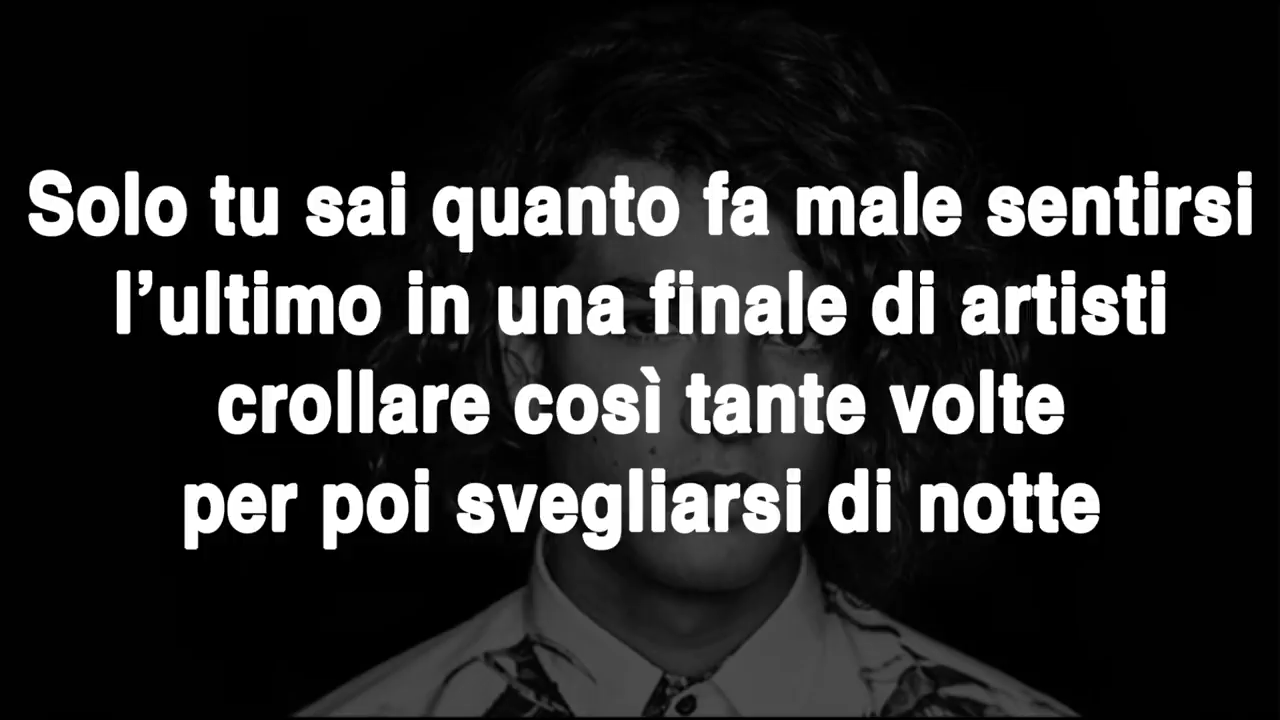 Solo tu sai quanto fa male sentirsi
l’ultimo in una finale di artisti
crollare così tante volte
per poi svegliarsi di notte